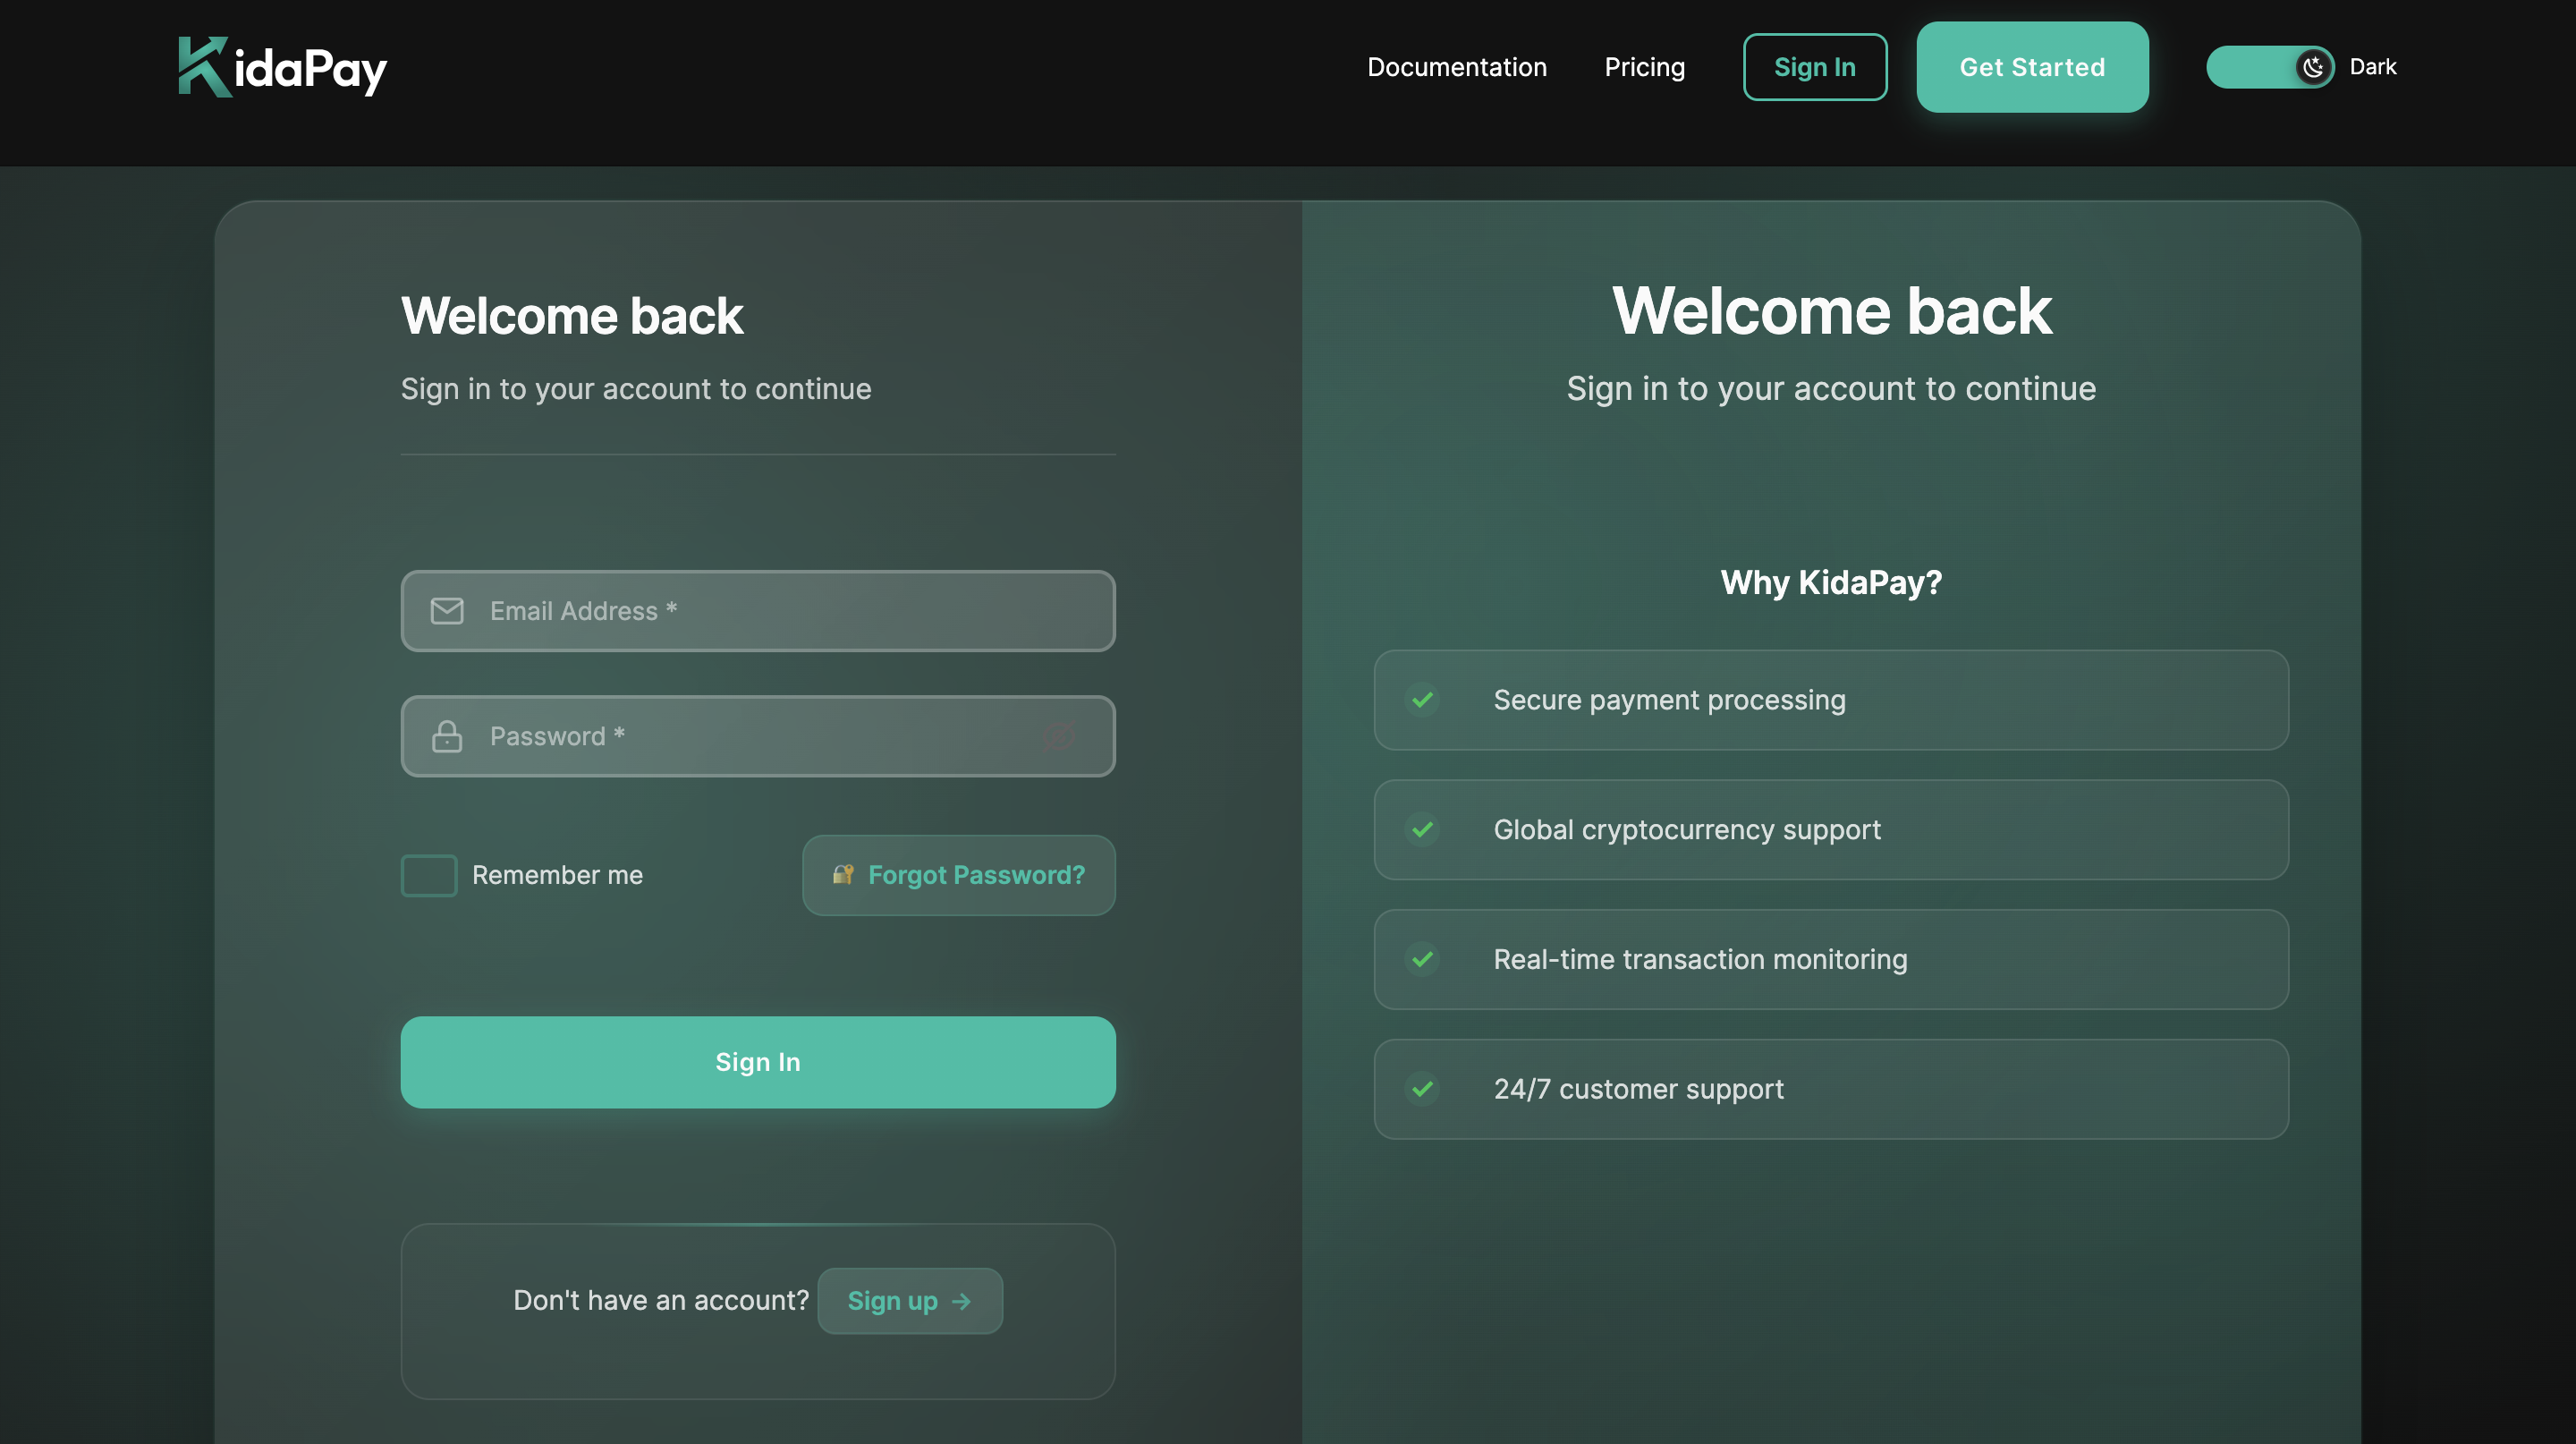 KidaPay
Documentation
Pricing
Sign In
Get Started
Dark
Welcome back
Sign in to your account to continue
Email Address *
Password *
Remember me
Forgot Password?
Sign In
Don't have an account? Sign up →
Welcome back
Sign in to your account to continue
Why KidaPay?
Secure payment processing
Global cryptocurrency support
Real-time transaction monitoring
24/7 customer support